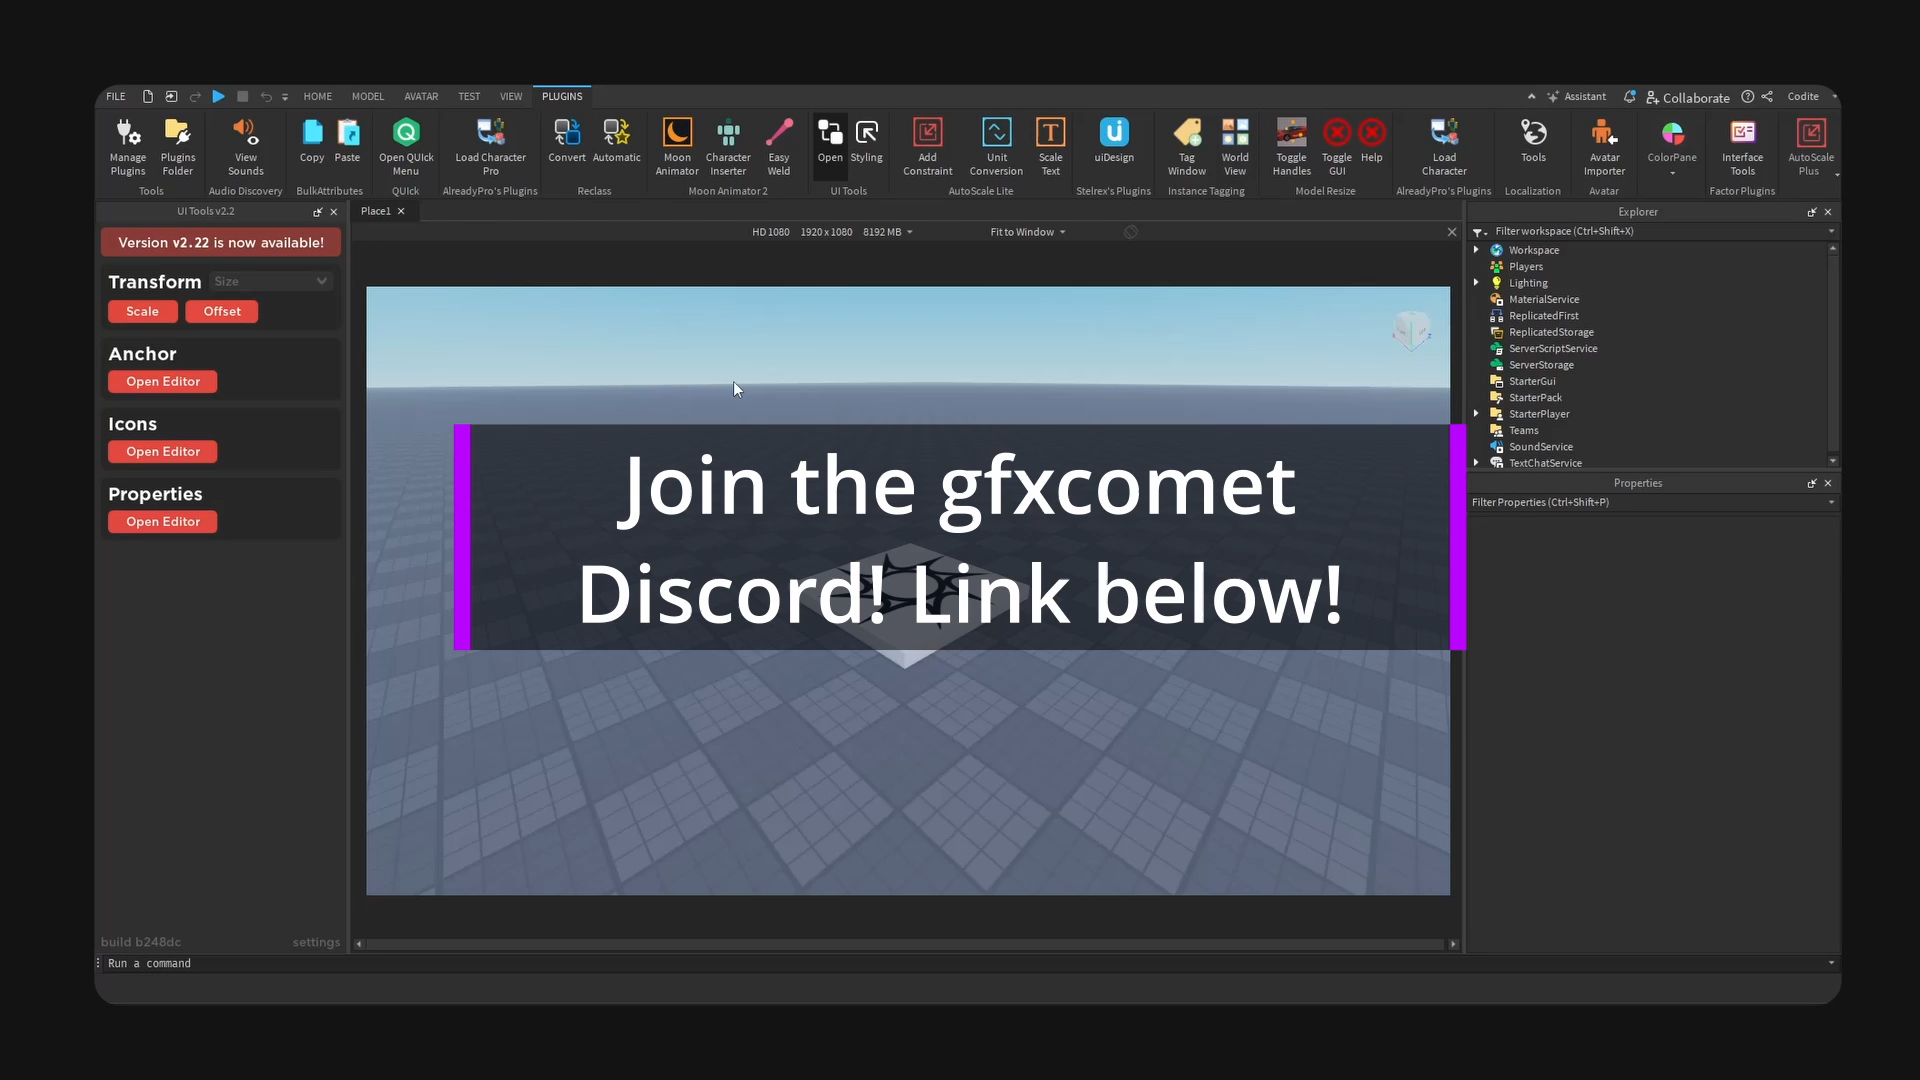 FILE HOME MODEL AVATAR TEST VIEW PLUGINS Assistant Collaborate Codite
Manage Plugins
Plugins Folder
Tools
View Sounds
Audio Discovery
Copy
Paste
BulkAttributes
Open QUIck Menu
QUIck
Load Character Pro
AlreadyPro's Plugins
Convert
Automatic
Reclass
Moon Animator
Character Inserter
Easy Weld
Moon Animator 2
Open
Styling
UI Tools
Add Constraint
Unit Conversion
Scale Text
AutoScale Lite
uiDesign
Stelrex's Plugins
Tag Window
World View
Instance Tagging
Toggle Handles
Toggle GUI
Help
Model Resize
Load Character
AlreadyPro's Plugins
Tools
Localization
Avatar Importer
Avatar
ColorPane
Interface Tools
Factor Plugins
AutoScale Plus
UI Tools v2.2
Version v2.22 is now available!
Transform Size
Scale Offset
Anchor
Open Editor
Icons
Open Editor
Properties
Open Editor
build b248dc settings
Run a command
Place1
HD 1080 1920 x 1080 8192 MB Fit to Window
Join the gfxcomet
Discord! Link below!
Explorer
Filter workspace (Ctrl+Shift+X)
Workspace
Players
Lighting
MaterialService
ReplicatedFirst
ReplicatedStorage
ServerScriptService
ServerStorage
StarterGui
StarterPack
StarterPlayer
Teams
SoundService
TextChatService
Properties
Filter Properties (Ctrl+Shift+P)